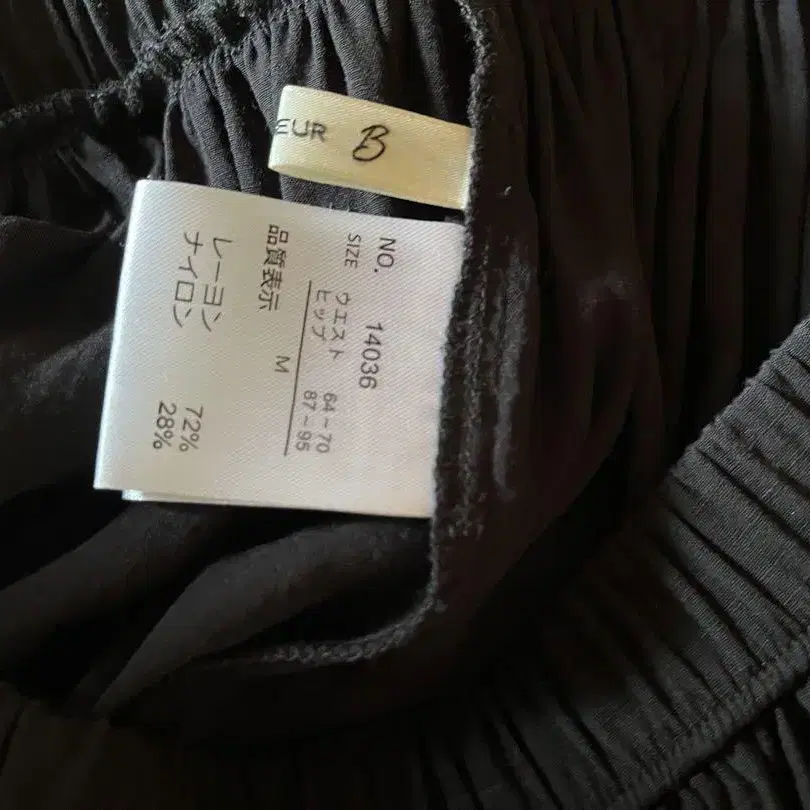 EUR B
NO. 14036
SIZE
ウエスト 64-70
ヒップ 87-95
M
品質表示
レーヨン 72%
ナイロン 28%